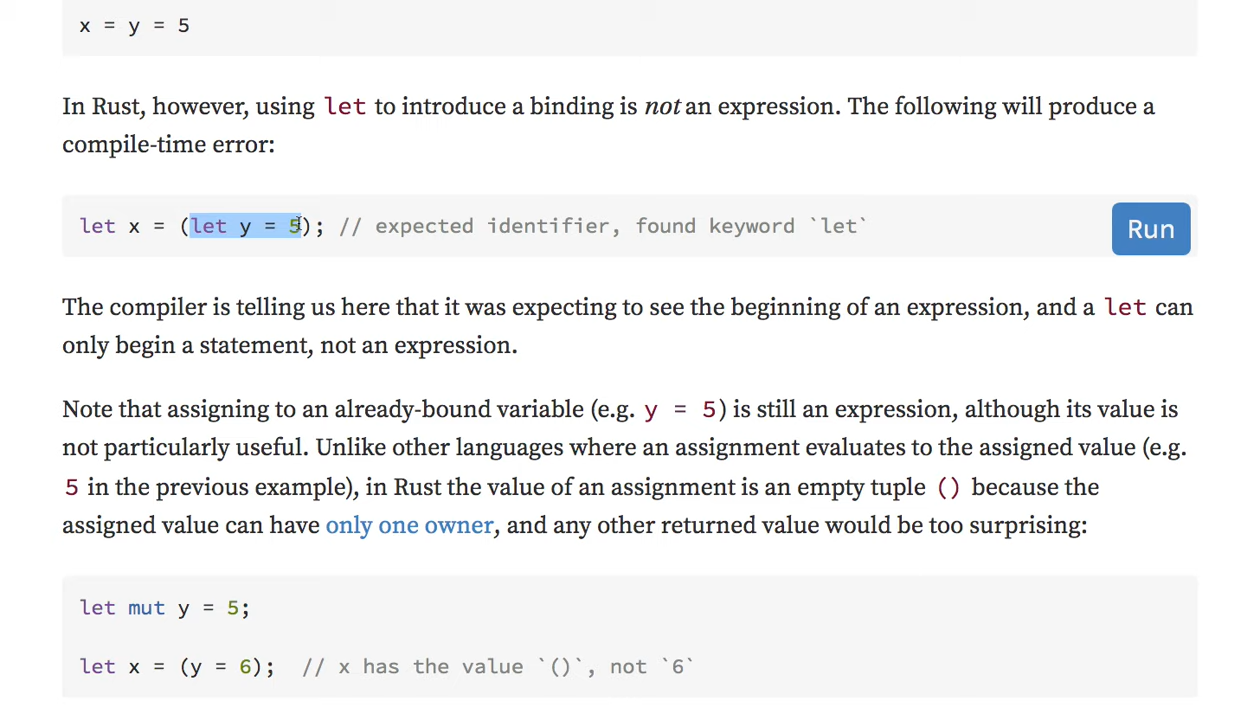 x = y = 5
In Rust, however, using let to introduce a binding is not an expression. The following will produce a
compile-time error:
let x = (let y = 5); // expected identifier, found keyword `let`
Run
The compiler is telling us here that it was expecting to see the beginning of an expression, and a let can
only begin a statement, not an expression.
Note that assigning to an already-bound variable (e.g. y = 5) is still an expression, although its value is
not particularly useful. Unlike other languages where an assignment evaluates to the assigned value (e.g.
5 in the previous example), in Rust the value of an assignment is an empty tuple () because the
assigned value can have only one owner, and any other returned value would be too surprising:
let mut y = 5;
let x = (y = 6); // x has the value `()`, not `6`